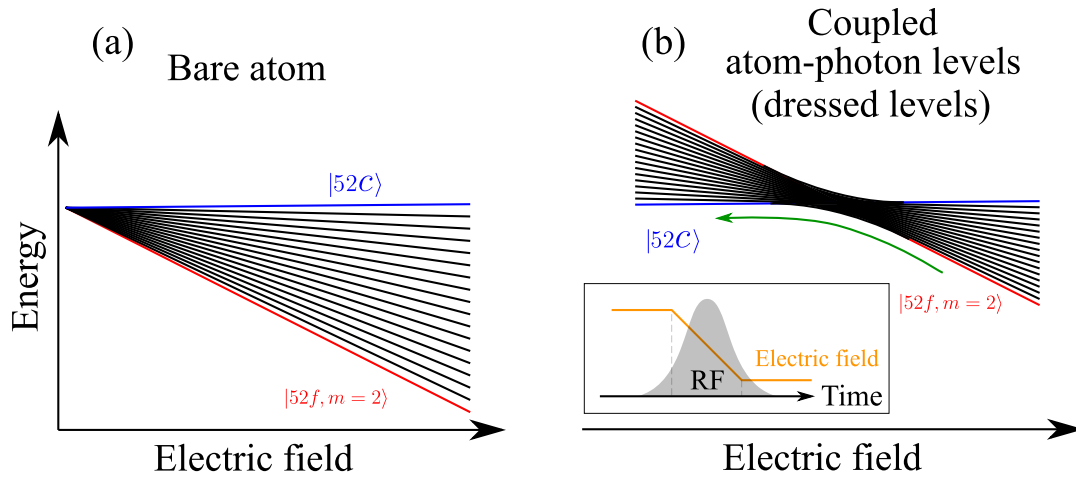 (a)
Bare atom
|52C⟩
Energy
|52f, m = 2⟩
Electric field
(b)
Coupled
atom-photon levels
(dressed levels)
|52C⟩
|52f, m = 2⟩
Electric field
RF
Time
Electric field